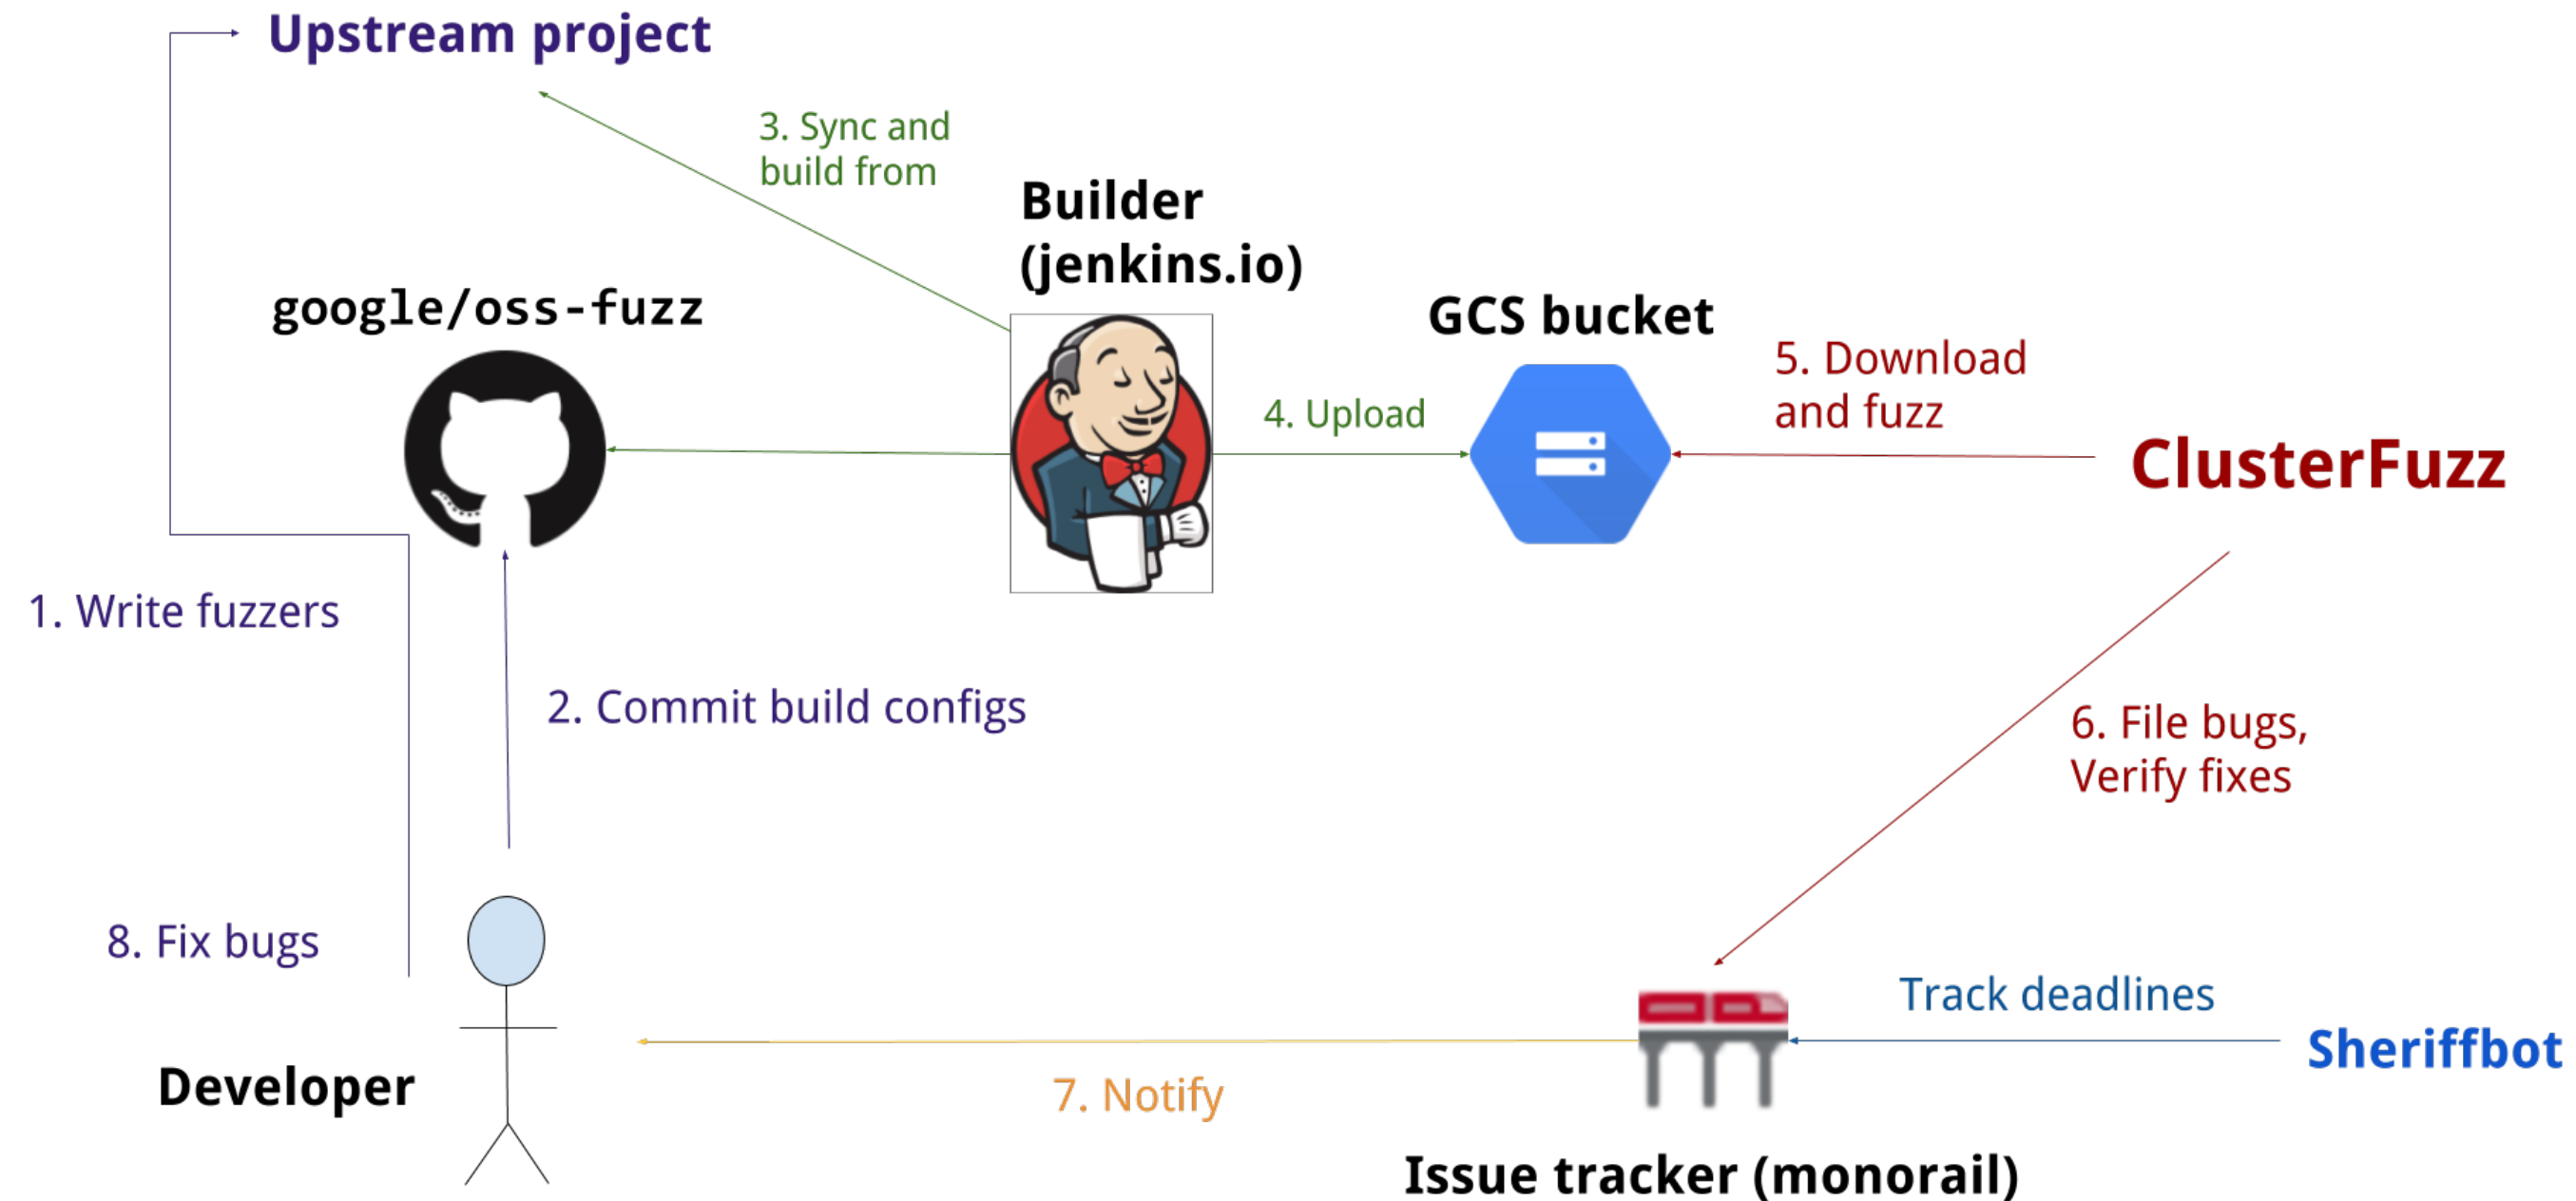 Upstream project
3. Sync and
build from
Builder
(jenkins.io)
google/oss-fuzz
GCS bucket
5. Download
and fuzz
4. Upload
ClusterFuzz
1. Write fuzzers
2. Commit build configs
6. File bugs,
Verify fixes
8. Fix bugs
Track deadlines
Sheriffbot
Developer
7. Notify
Issue tracker (monorail)